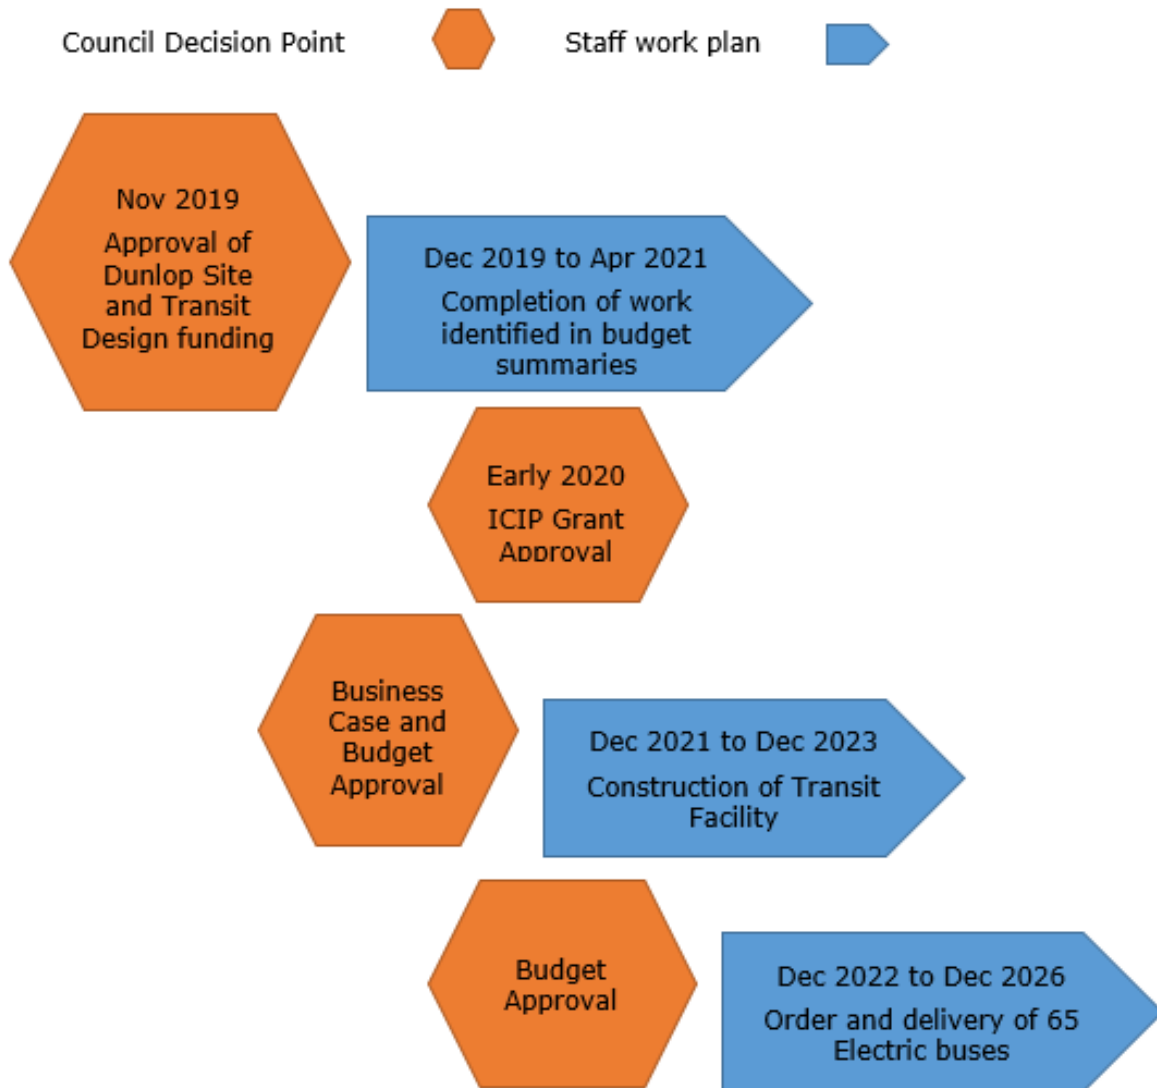 Council Decision Point
Staff work plan
Nov 2019
Approval of
Dunlop Site
and Transit
Design funding
Dec 2019 to Apr 2021
Completion of work
identified in budget
summaries
Early 2020
ICIP Grant
Approval
Business
Case and
Budget
Approval
Dec 2021 to Dec 2023
Construction of Transit
Facility
Budget
Approval
Dec 2022 to Dec 2026
Order and delivery of 65
Electric buses